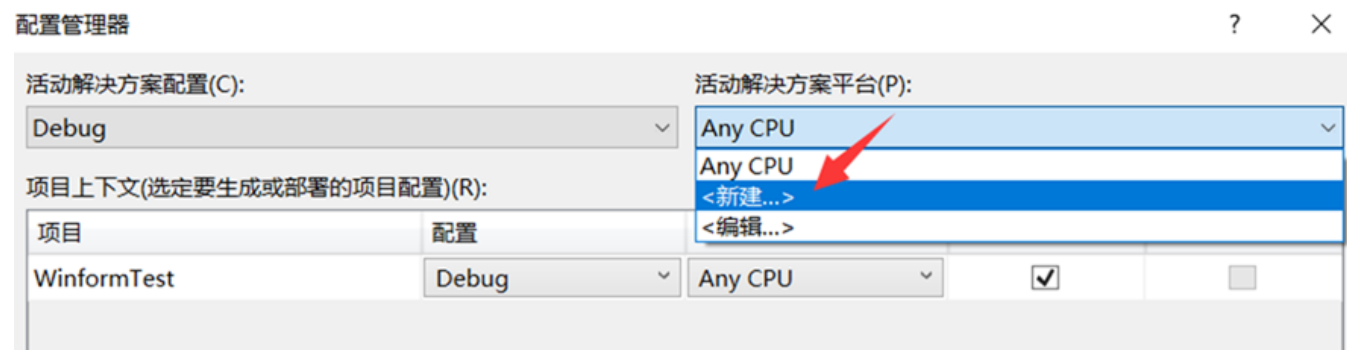 配置管理器 ? ×
活动解决方案配置(C): 活动解决方案平台(P):
Debug Any CPU
Any CPU
项目上下文(选定要生成或部署的项目配置)(R):
<新建...>
<编辑...>
项目 配置
WinformTest Debug Any CPU